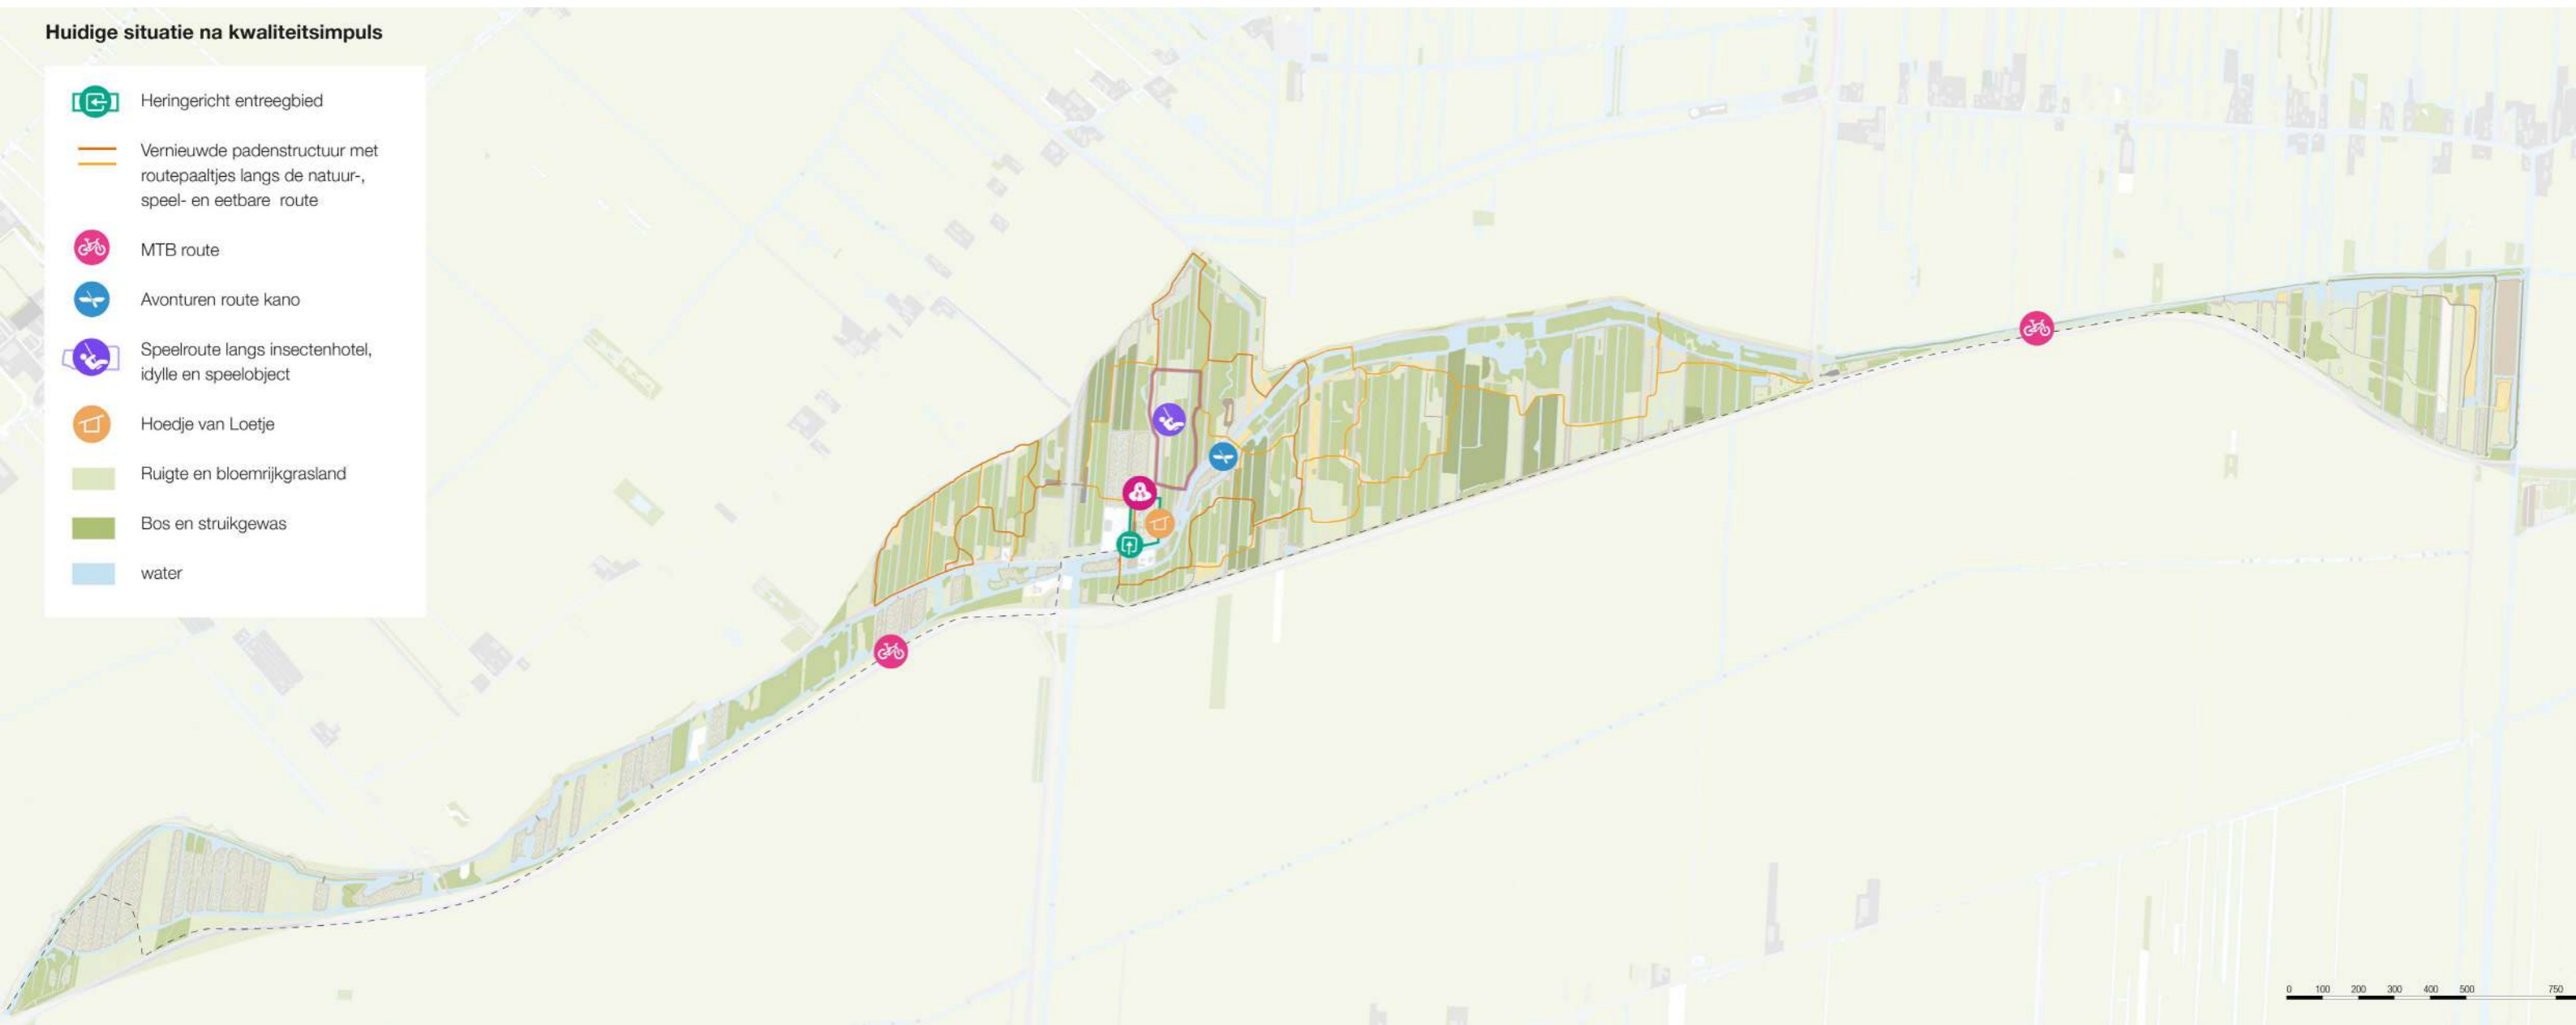 Huidige situatie na kwaliteitsimpuls
Heringericht entreegbied
Vernieuwde padenstructuur met
routepaaltjes langs de natuur-,
speel- en eetbare route
MTB route
Avonturen route kano
Speelroute langs insectenhotel,
idylle en speelobject
Hoedje van Loetje
Ruigte en bloemrijkgrasland
Bos en struikgewas
water
0 100 200 300 400 500 750